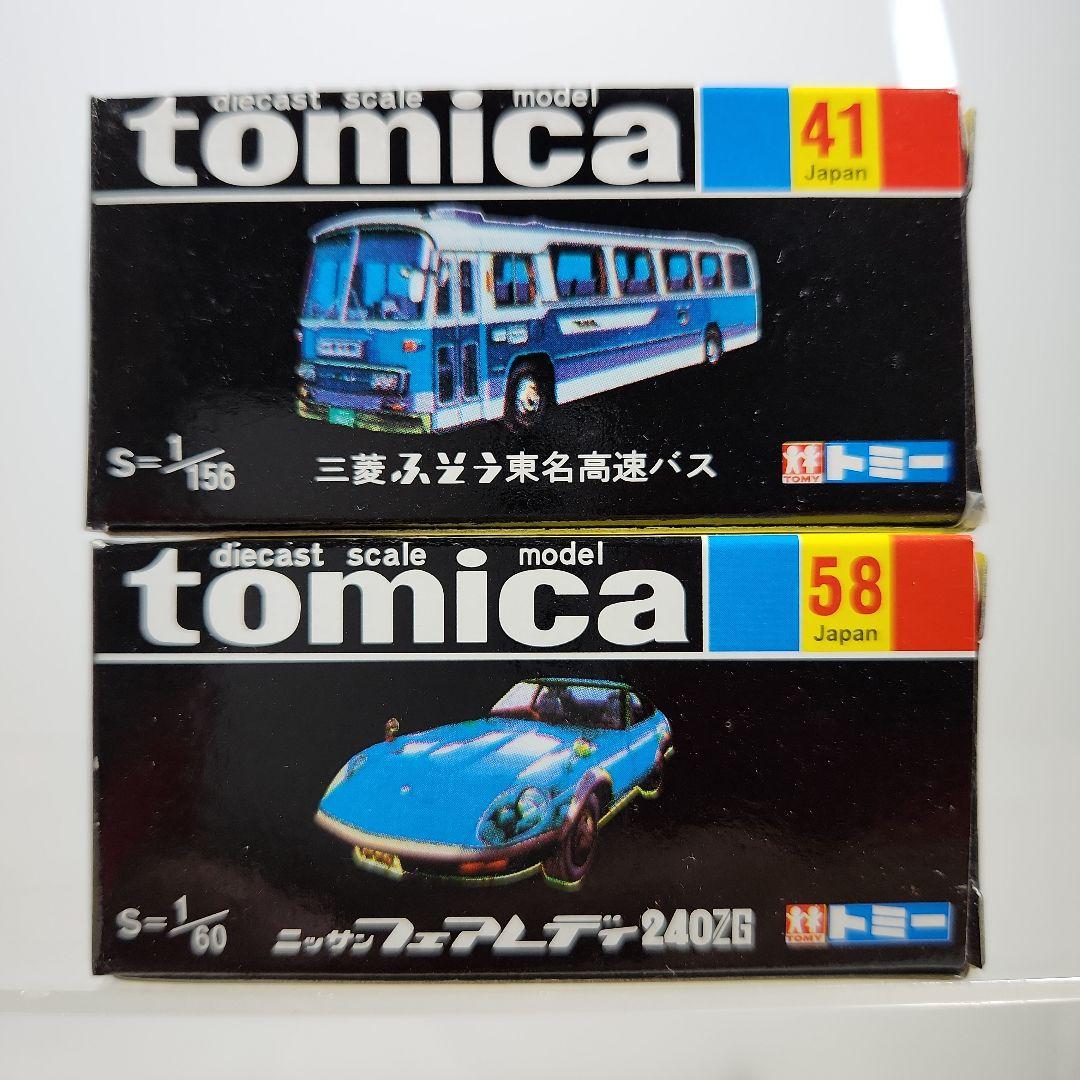 diecast scale model
tomica
41
Japan
S=1/156
三菱ふそう東名高速バス
TOMY
トミー
diecast scale model
tomica
58
Japan
S=1/60
ニッサンフェアレディ240ZG
TOMY
トミー